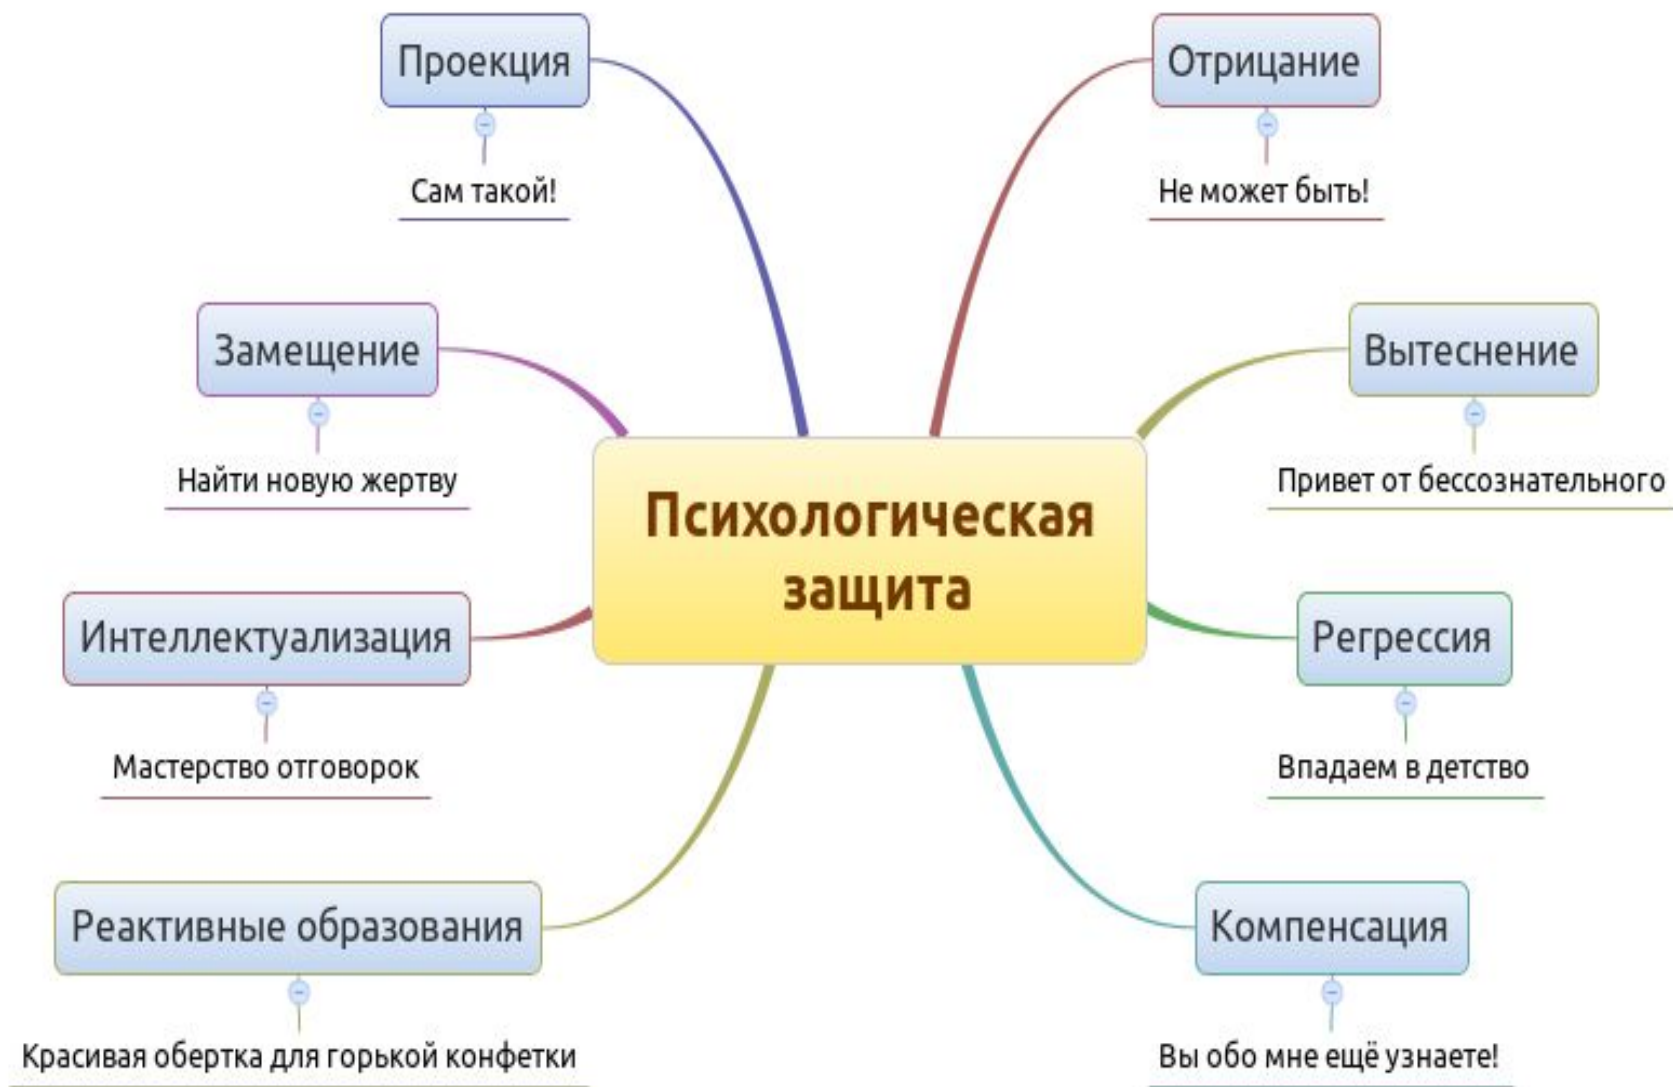 Проекция
Сам такой!
Отрицание
Не может быть!
Замещение
Найти новую жертву
Вытеснение
Привет от бессознательного
Психологическая
защита
Интеллектуализация
Мастерство отговорок
Регрессия
Впадаем в детство
Реактивные образования
Красивая обертка для горькой конфетки
Компенсация
Вы обо мне ещё узнаете!